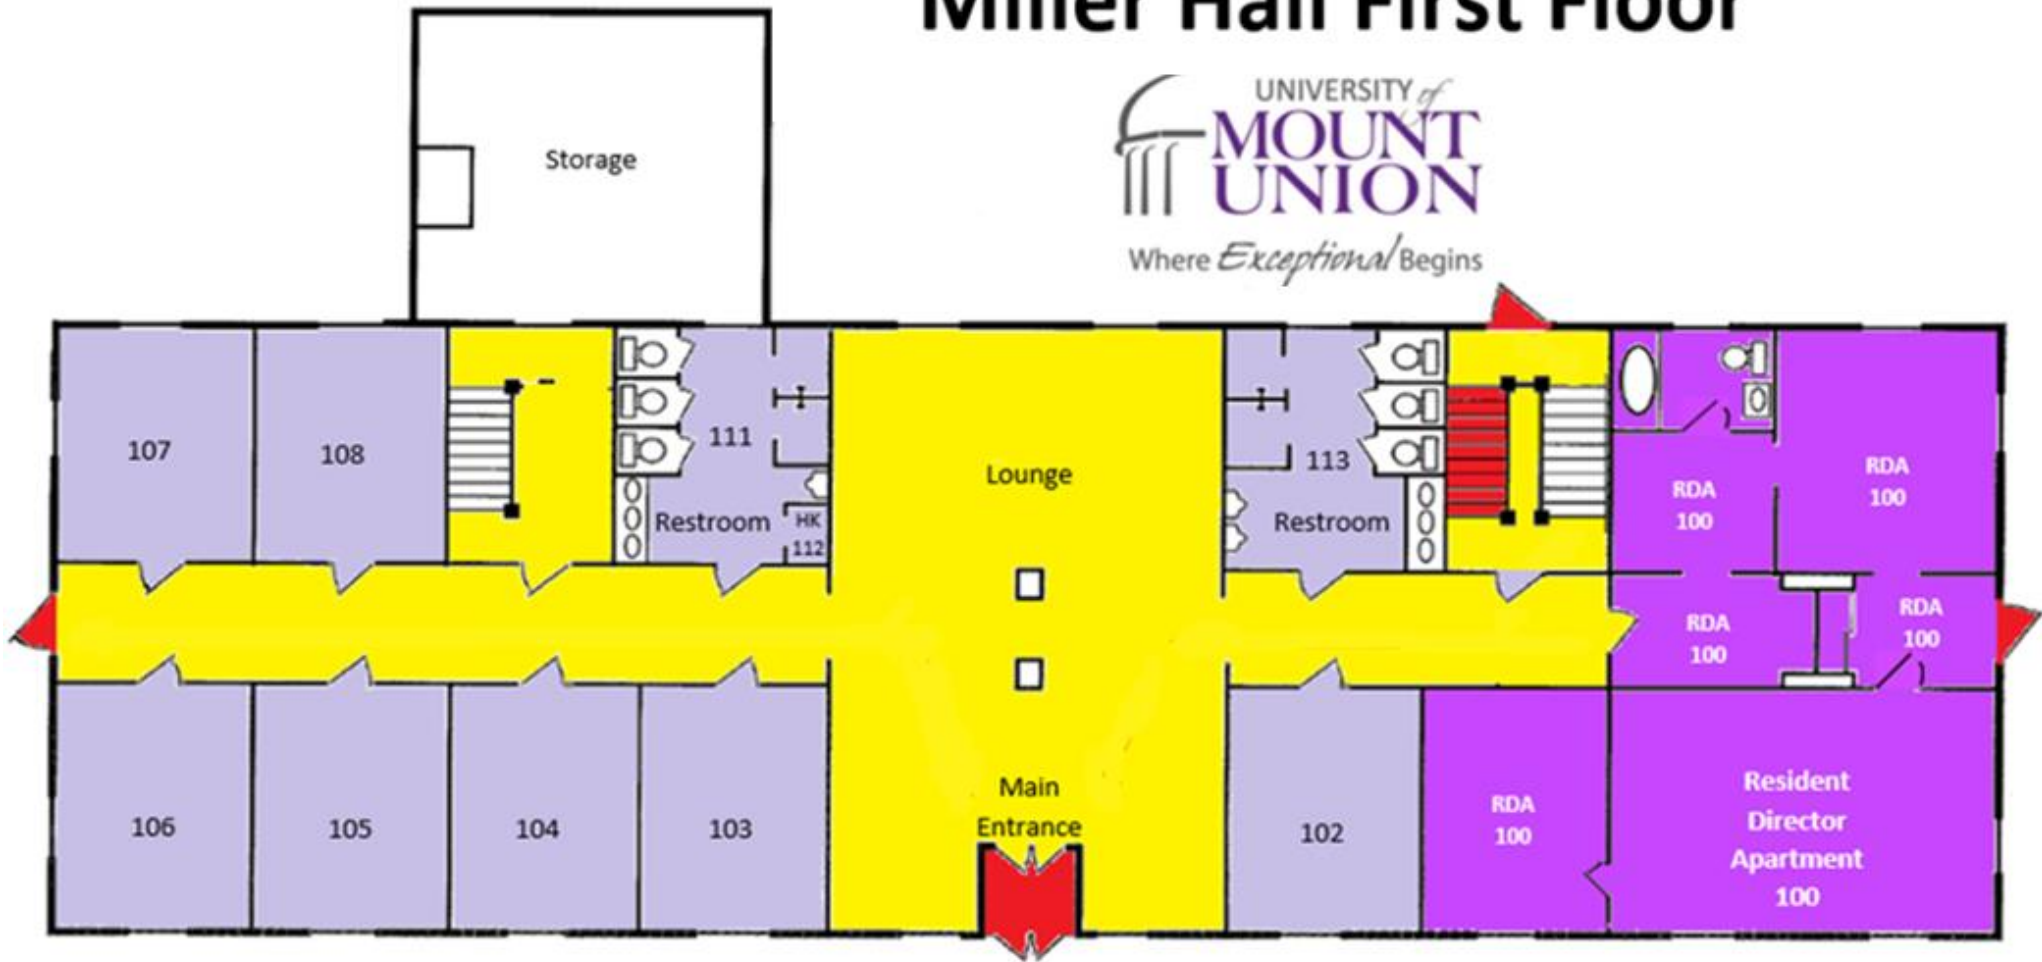 Miller Hall First Floor
UNIVERSITY of
MOUNT
UNION
Where Exceptional Begins
Storage
107
108
111
Restroom
HK
112
Lounge
113
Restroom
RDA
100
RDA
100
RDA
100
RDA
100
106
105
104
103
Main
Entrance
102
RDA
100
Resident
Director
Apartment
100